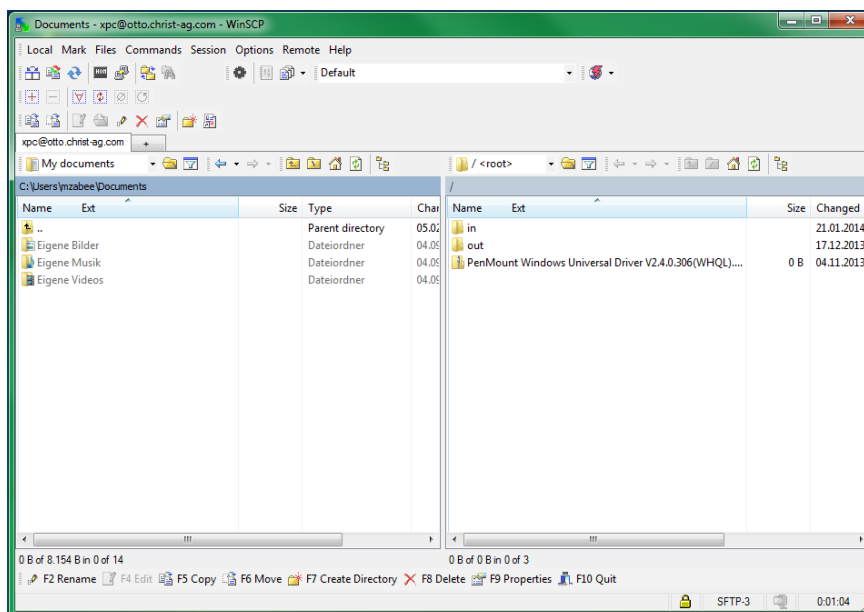 Documents - xpc@otto.christ-ag.com - WinSCP
Local Mark Files Commands Session Options Remote Help
Default
xpc@otto.christ-ag.com +
My documents
/ <root>
C:\Users\mzabee\Documents
/
Name Ext Size Type Char
Name Ext Size Changed
.. Parent directory 05.02
in 21.01.2014
Eigene Bilder Dateiordner 04.09
out 17.12.2013
Eigene Musik Dateiordner 04.09
PenMount Windows Universal Driver V2.4.0.306(WHQL).... 0 B 04.11.2013
Eigene Videos Dateiordner 04.09
0 B of 8.154 B in 0 of 14
0 B of 0 B in 0 of 3
F2 Rename F4 Edit F5 Copy F6 Move F7 Create Directory F8 Delete F9 Properties F10 Quit
SFTP-3 0:01:04